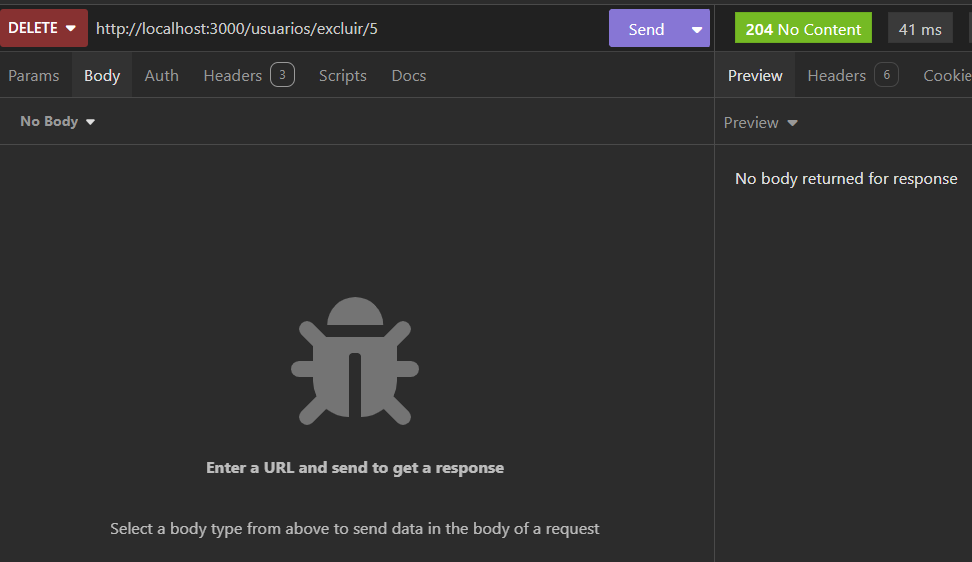 DELETE http://localhost:3000/usuarios/excluir/5 Send
204 No Content 41 ms
Params Body Auth Headers 3 Scripts Docs
Preview Headers 6 Cookie
No Body
Preview
No body returned for response
Enter a URL and send to get a response
Select a body type from above to send data in the body of a request